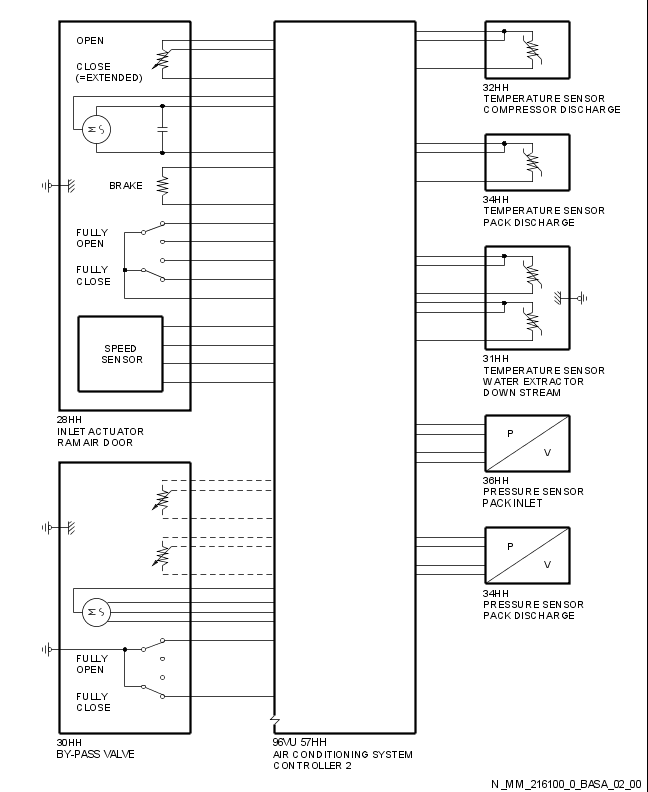 OPEN
CLOSE
(=EXTENDED)
M
BRAKE
FULLY
OPEN
FULLY
CLOSE
SPEED
SENSOR
28HH
INLET ACTUATOR
RAM AIR DOOR
M
FULLY
OPEN
FULLY
CLOSE
30HH
BY-PASS VALVE
96VU 57HH
AIR CONDITIONING SYSTEM
CONTROLLER 2
32HH
TEMPERATURE SENSOR
COMPRESSOR DISCHARGE
34HH
TEMPERATURE SENSOR
PACK DISCHARGE
31HH
TEMPERATURE SENSOR
WATER EXTRACTOR
DOWN STREAM
P
V
36HH
PRESSURE SENSOR
PACK INLET
P
V
34HH
PRESSURE SENSOR
PACK DISCHARGE
N_MM_216100_0_BASA_02_00